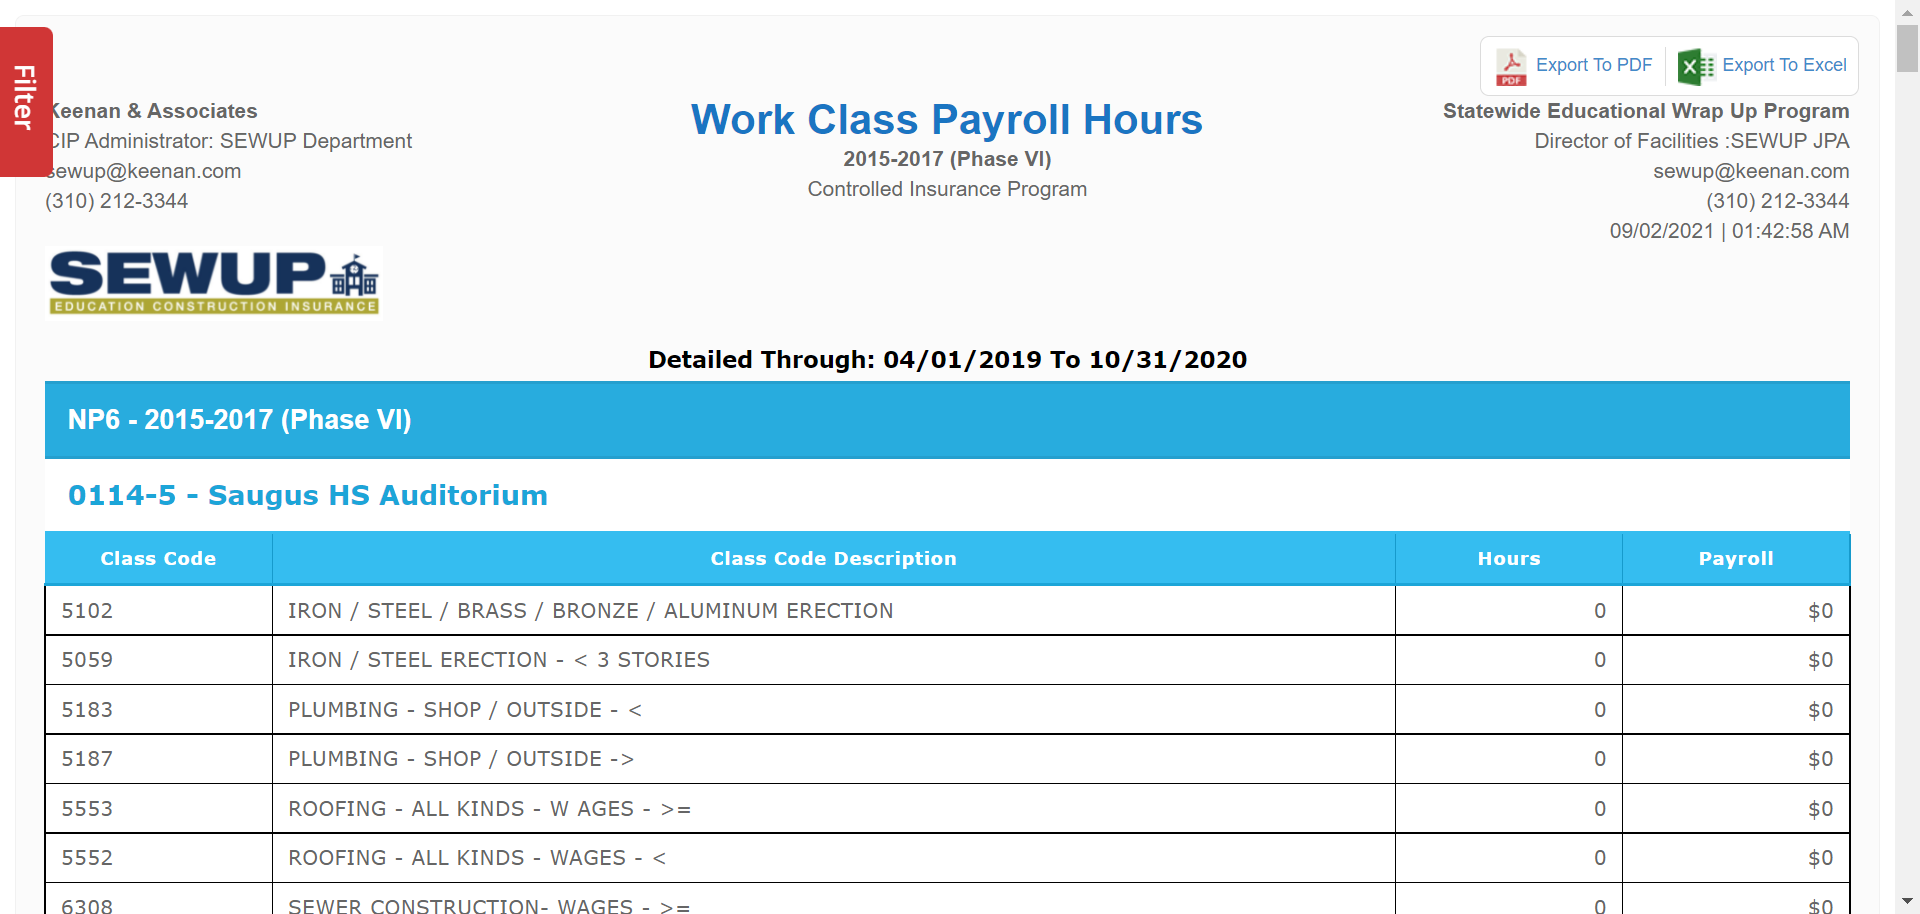 Filter
Export To PDF
Export To Excel
Keenan & Associates
CIP Administrator: SEWUP Department
sewup@keenan.com
(310) 212-3344
Work Class Payroll Hours
2015-2017 (Phase VI)
Controlled Insurance Program
Statewide Educational Wrap Up Program
Director of Facilities :SEWUP JPA
sewup@keenan.com
(310) 212-3344
09/02/2021 | 01:42:58 AM
SEWUP
EDUCATION CONSTRUCTION INSURANCE
Detailed Through: 04/01/2019 To 10/31/2020
NP6 - 2015-2017 (Phase VI)
0114-5 - Saugus HS Auditorium
Class Code Class Code Description Hours Payroll
5102 IRON / STEEL / BRASS / BRONZE / ALUMINUM ERECTION 0 $0
5059 IRON / STEEL ERECTION - < 3 STORIES 0 $0
5183 PLUMBING - SHOP / OUTSIDE - < 0 $0
5187 PLUMBING - SHOP / OUTSIDE -> 0 $0
5553 ROOFING - ALL KINDS - W AGES - >= 0 $0
5552 ROOFING - ALL KINDS - WAGES - < 0 $0
6308 SEWER CONSTRUCTION- WAGES - >= 0 $0